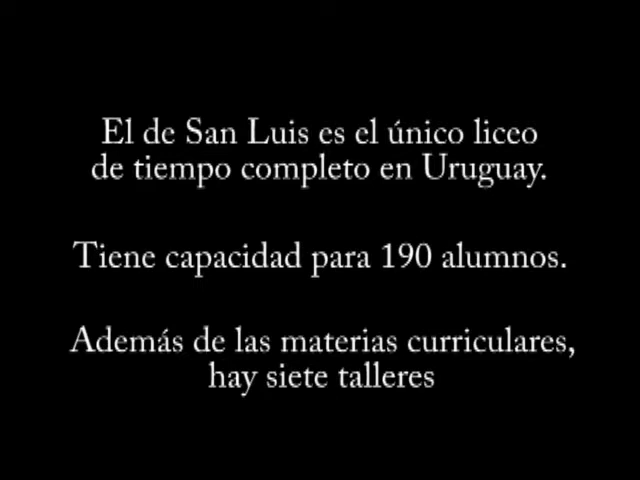 El de San Luis es el único liceo
de tiempo completo en Uruguay.
Tiene capacidad para 190 alumnos.
Además de las materias curriculares,
hay siete talleres